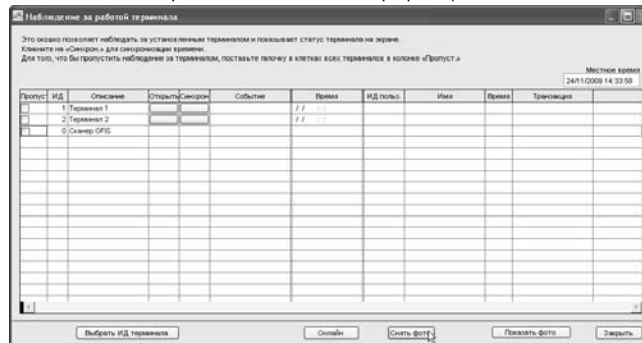 Наблюдение за работой терминала
Это окошко позволяет наблюдать за установленным терминалом и показывает статус терминала на экране.
Кликните на «Синхрон.» для синхронизации времени.
Для того, что бы пропустить наблюдение за терминалом, поставьте галочку в клетках всех терминалов в колонке «Пропуст.»
Местное время
24/11/2009 14:33:58
Пропуст ИД Описание Открыть Синхрон Событие Время ИД польз. Имя Время Транзакция
1 Терминал 1 / / : :
2 Терминал 2 / / : :
0 Сканер OFIS
Выбрать ИД терминала Онлайн Снять фото Показать фото Закрыть